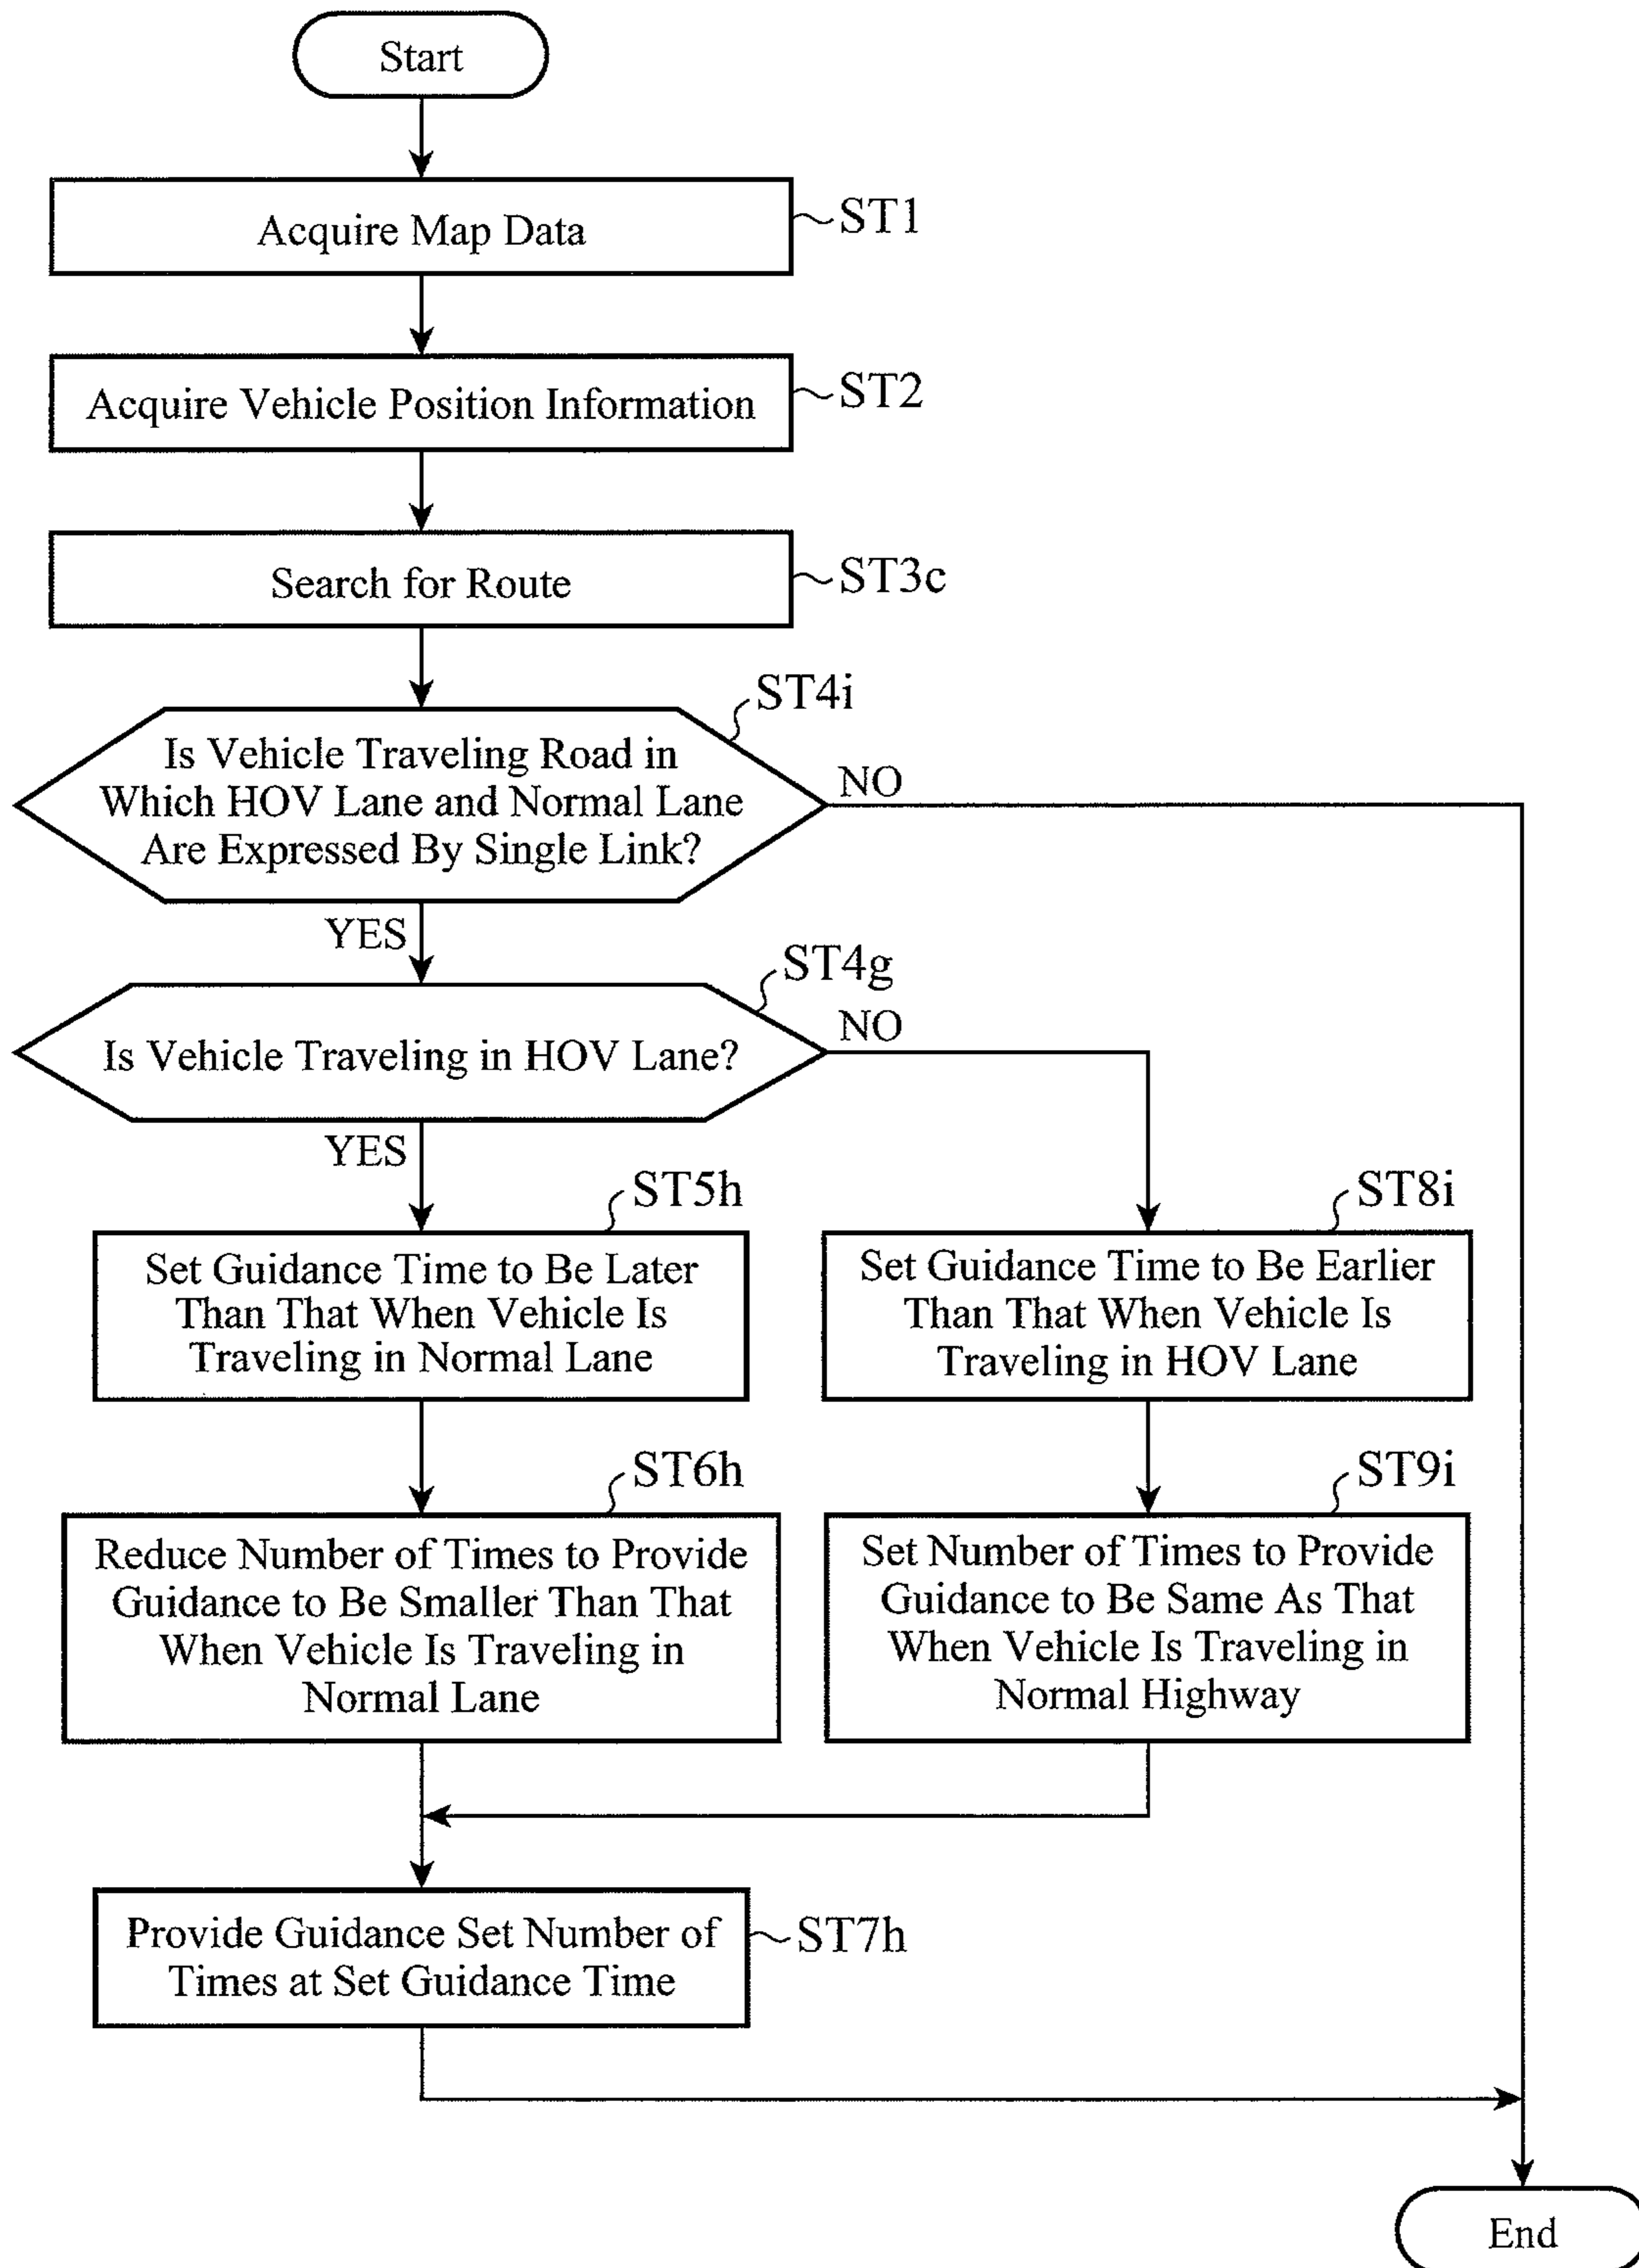 Start
Acquire Map Data
ST1
Acquire Vehicle Position Information
ST2
Search for Route
ST3c
ST4i
Is Vehicle Traveling Road in
Which HOV Lane and Normal Lane
Are Expressed By Single Link?
NO
YES
ST4g
Is Vehicle Traveling in HOV Lane?
NO
YES
ST5h
Set Guidance Time to Be Later
Than That When Vehicle Is
Traveling in Normal Lane
ST8i
Set Guidance Time to Be Earlier
Than That When Vehicle Is
Traveling in HOV Lane
ST6h
Reduce Number of Times to Provide
Guidance to Be Smaller Than That
When Vehicle Is Traveling in
Normal Lane
ST9i
Set Number of Times to Provide
Guidance to Be Same As That
When Vehicle Is Traveling in
Normal Highway
Provide Guidance Set Number of
Times at Set Guidance Time
ST7h
End